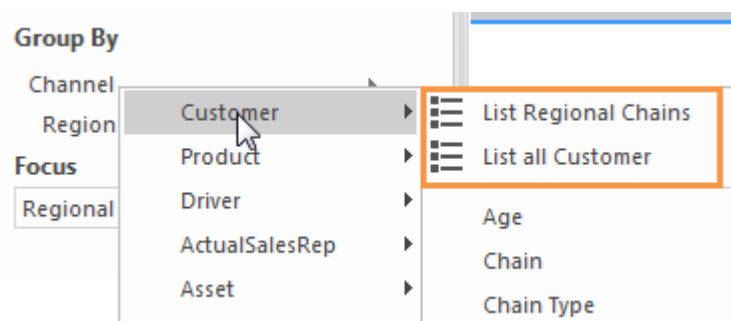 Group By
Channel
Region
Focus
Regional
Customer
Product
Driver
ActualSalesRep
Asset
List Regional Chains
List all Customer
Age
Chain
Chain Type